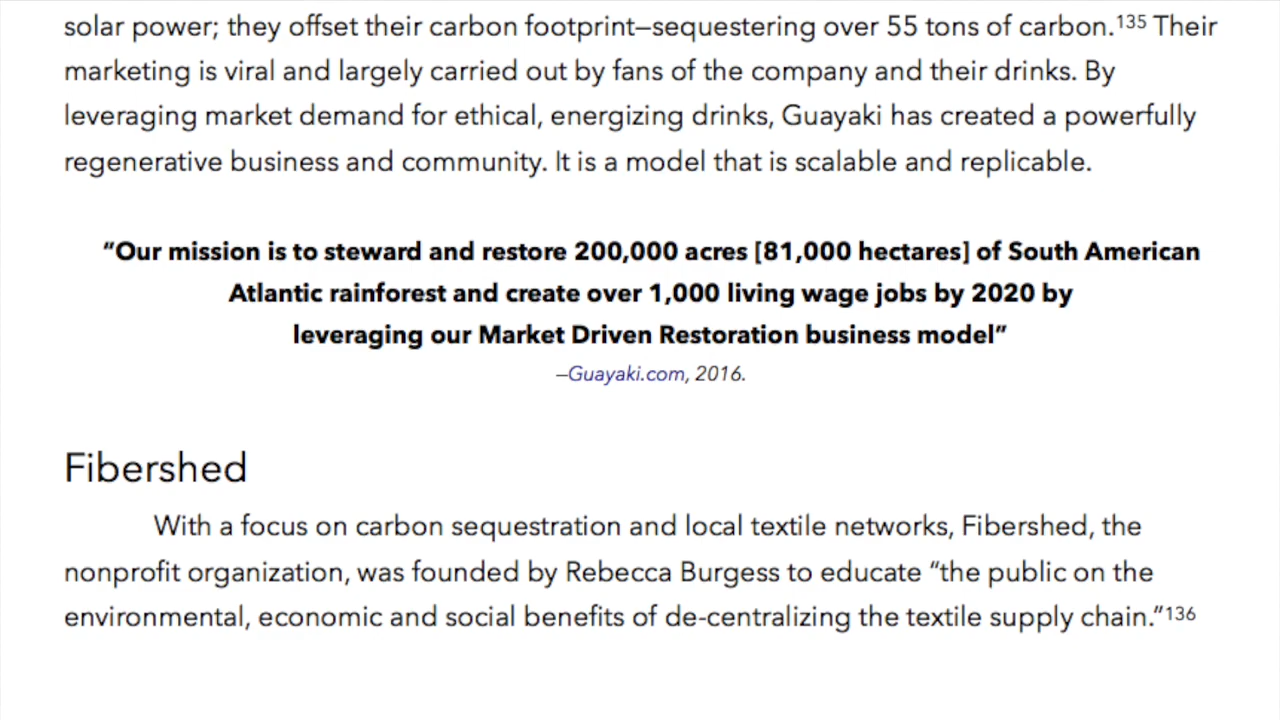 solar power; they offset their carbon footprint—sequestering over 55 tons of carbon.135 Their
marketing is viral and largely carried out by fans of the company and their drinks. By
leveraging market demand for ethical, energizing drinks, Guayaki has created a powerfully
regenerative business and community. It is a model that is scalable and replicable.
“Our mission is to steward and restore 200,000 acres [81,000 hectares] of South American
Atlantic rainforest and create over 1,000 living wage jobs by 2020 by
leveraging our Market Driven Restoration business model”
—Guayaki.com, 2016.
Fibershed
With a focus on carbon sequestration and local textile networks, Fibershed, the
nonprofit organization, was founded by Rebecca Burgess to educate “the public on the
environmental, economic and social benefits of de-centralizing the textile supply chain.”136